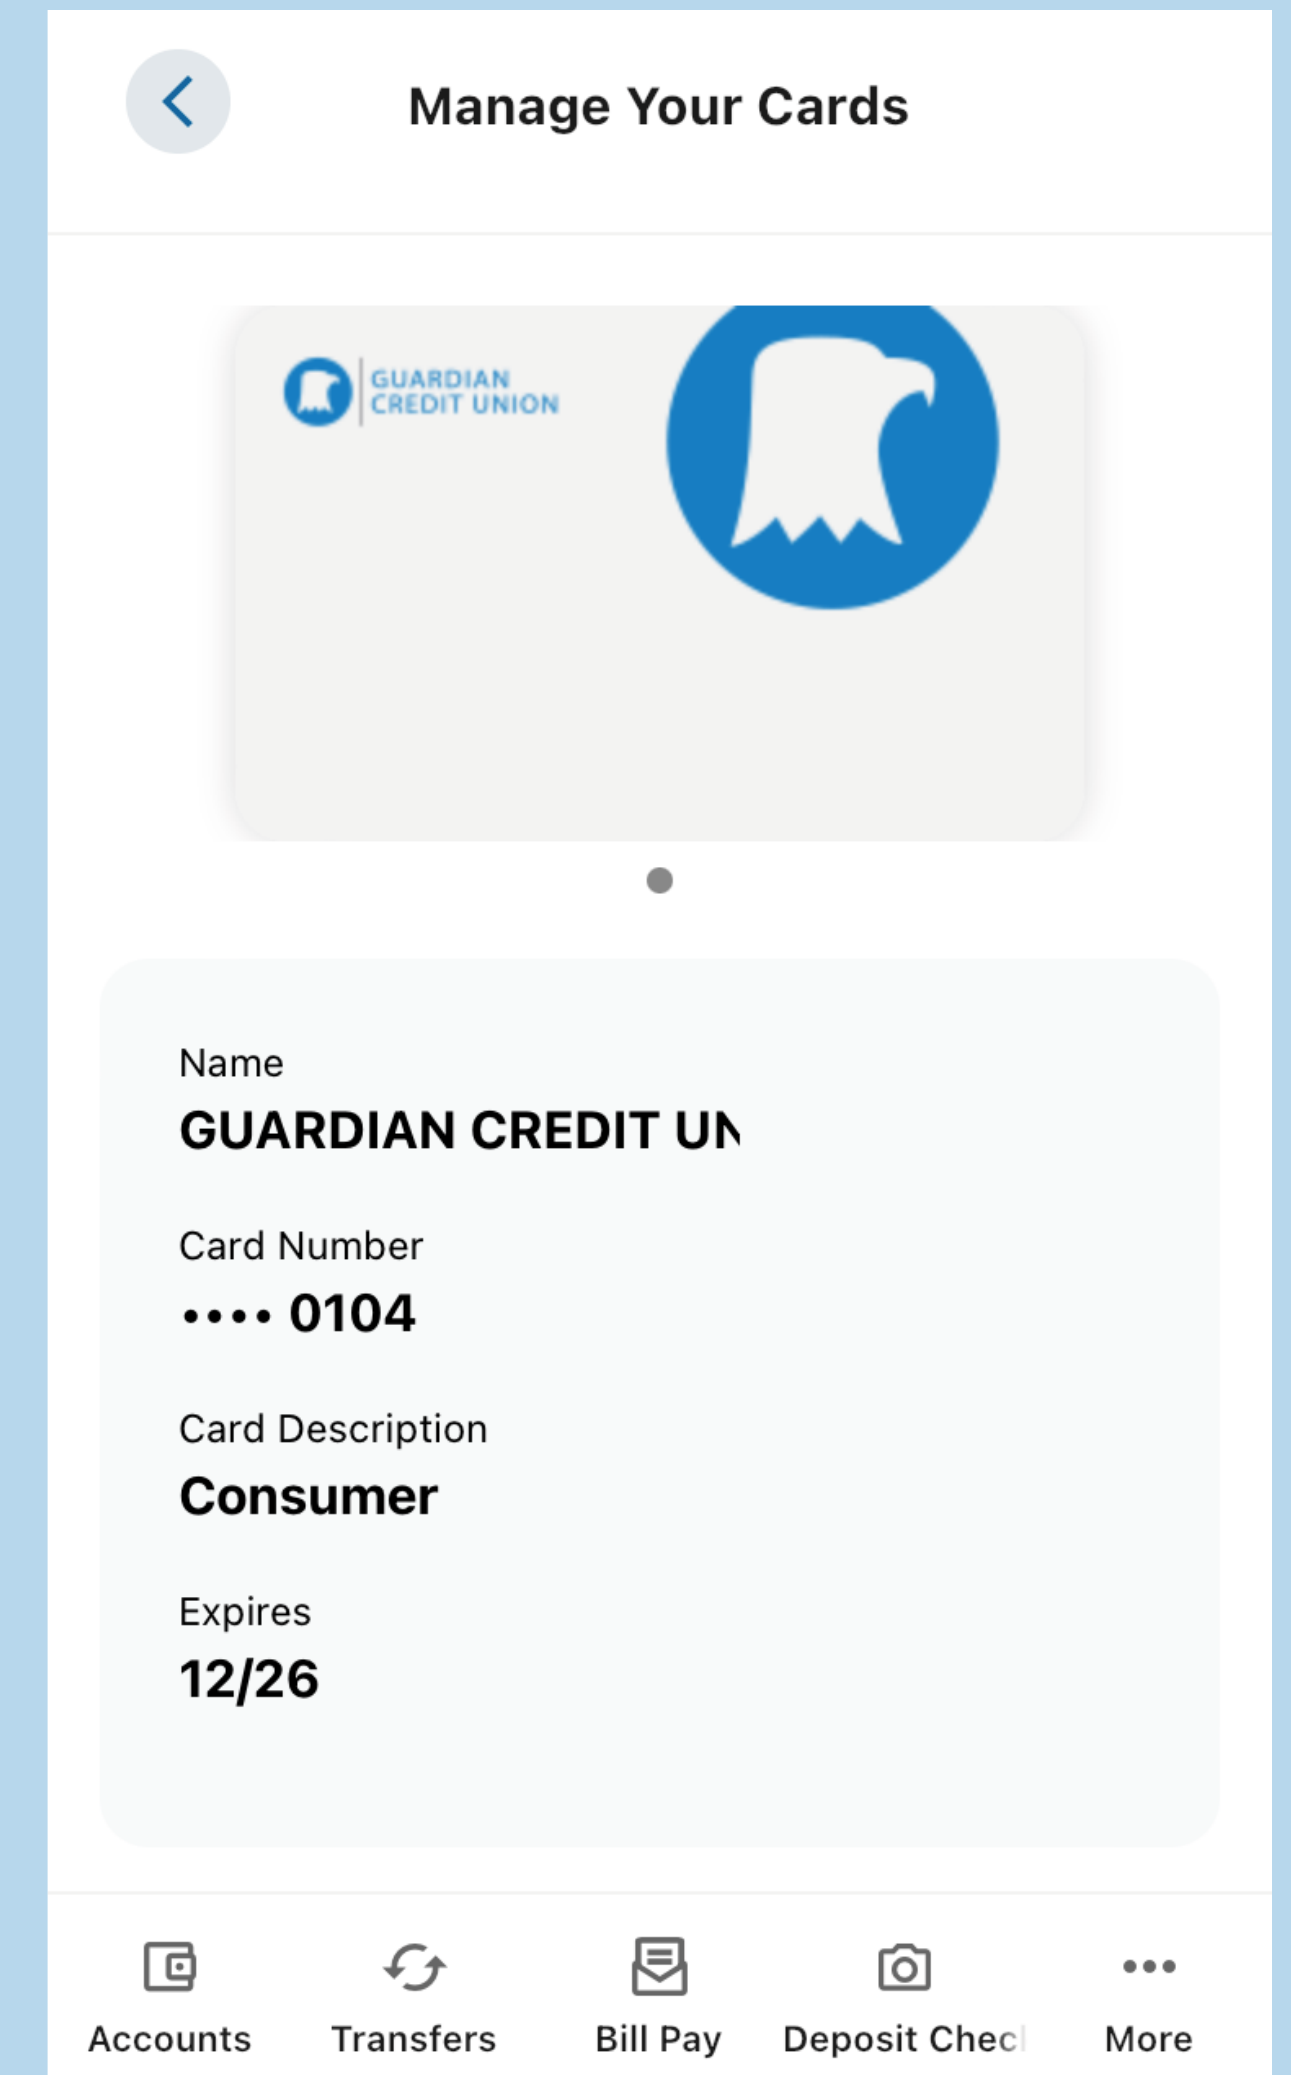 Manage Your Cards
GUARDIAN
CREDIT UNION
Name
GUARDIAN CREDIT UN
Card Number
•••• 0104
Card Description
Consumer
Expires
12/26
Accounts
Transfers
Bill Pay
Deposit Chec
More